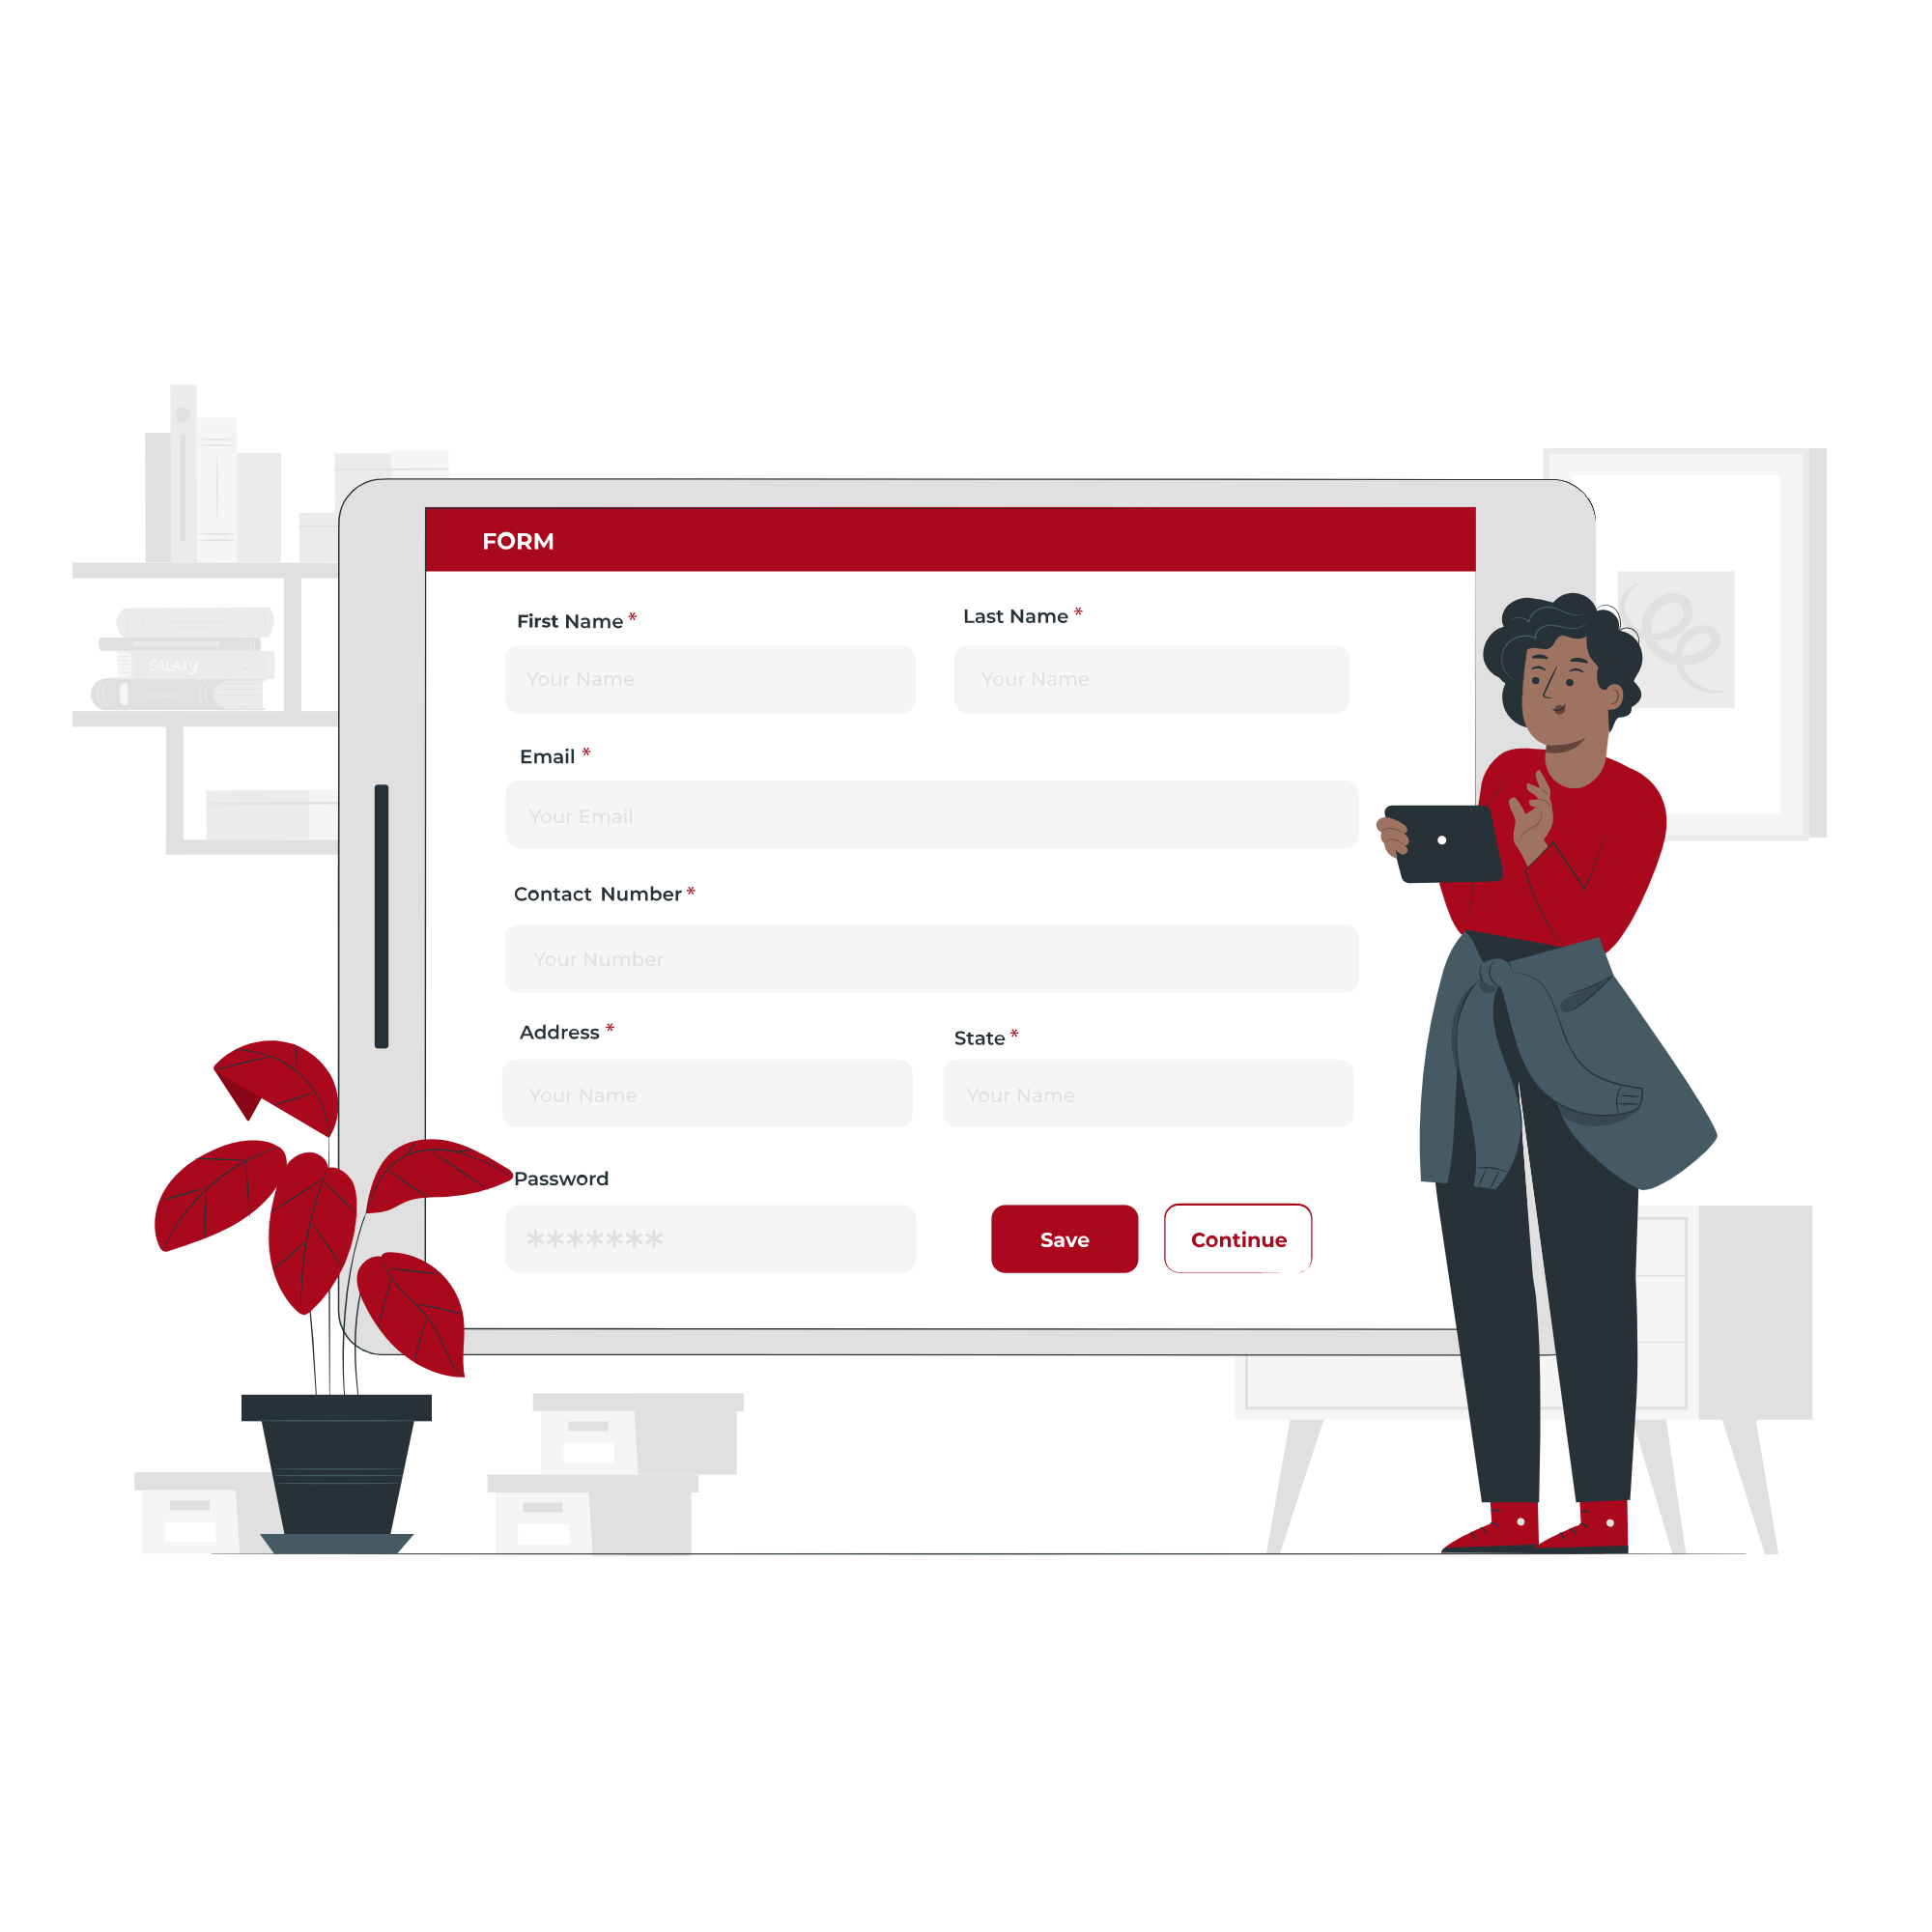 FORM
First Name *
Last Name *
Your Name
Your Name
Email *
Your Email
Contact Number *
Your Number
Address *
State *
Your Name
Your Name
Password
*******
Save
Continue
GALAXY